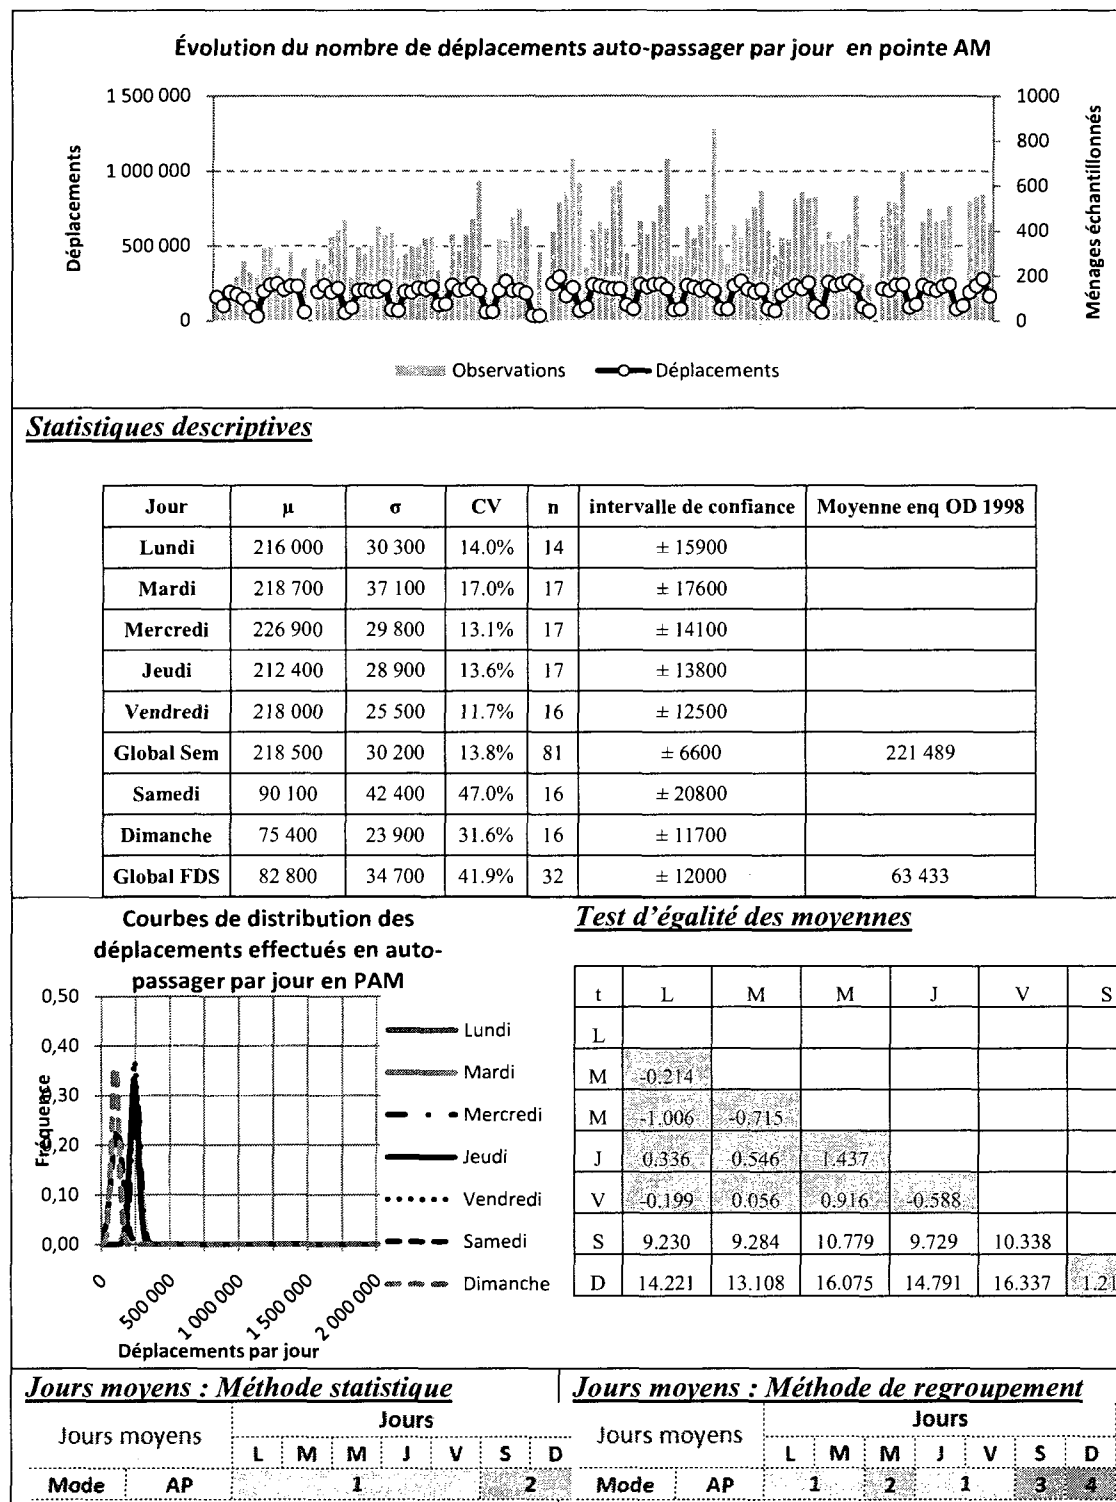 Évolution du nombre de déplacements auto-passager par jour en pointe AM
Déplacements
1 500 000
1 000 000
500 000
0
1000
800
600
400
200
0
Ménages échantillonnés
Observations
Déplacements
Statistiques descriptives
Jour μ σ CV n intervalle de confiance Moyenne enq OD 1998
Lundi 216 000 30 300 14.0% 14 ± 15900
Mardi 218 700 37 100 17.0% 17 ± 17600
Mercredi 226 900 29 800 13.1% 17 ± 14100
Jeudi 212 400 28 900 13.6% 17 ± 13800
Vendredi 218 000 25 500 11.7% 16 ± 12500
Global Sem 218 500 30 200 13.8% 81 ± 6600 221 489
Samedi 90 100 42 400 47.0% 16 ± 20800
Dimanche 75 400 23 900 31.6% 16 ± 11700
Global FDS 82 800 34 700 41.9% 32 ± 12000 63 433
Courbes de distribution des
déplacements effectués en auto-
passager par jour en PAM
Fréquence
0,50
0,40
0,30
0,20
0,10
0,00
0
500 000
1 000 000
1 500 000
2 000 000
Déplacements par jour
Lundi
Mardi
Mercredi
Jeudi
Vendredi
Samedi
Dimanche
Test d'égalité des moyennes
t L M M J V S
L
M -0.214
M -1.006 -0.715
J 0.336 0.546 1.437
V -0.199 0.056 0.916 -0.588
S 9.230 9.284 10.779 9.729 10.338
D 14.221 13.108 16.075 14.791 16.337 1.21
Jours moyens : Méthode statistique
Jours moyens
Jours
L M M J V S D
Mode AP 1 2
Jours moyens : Méthode de regroupement
Jours moyens
Jours
L M M J V S D
Mode AP 1 2 1 3 4